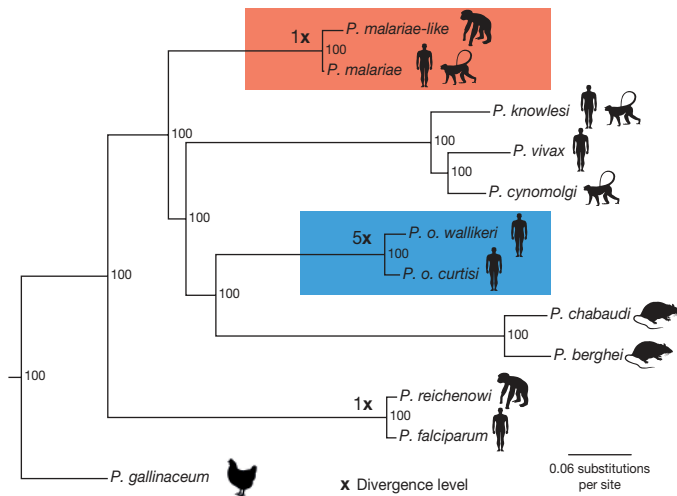 1x
P. malariae-like
100
P. malariae
P. knowlesi
100
100
P. vivax
100
P. cynomolgi
100
P. o. wallikeri
5x
100
P. o. curtisi
100
100
P. chabaudi
100
P. berghei
100
P. reichenowi
1x
100
P. falciparum
P. gallinaceum
x Divergence level
0.06 substitutions
per site